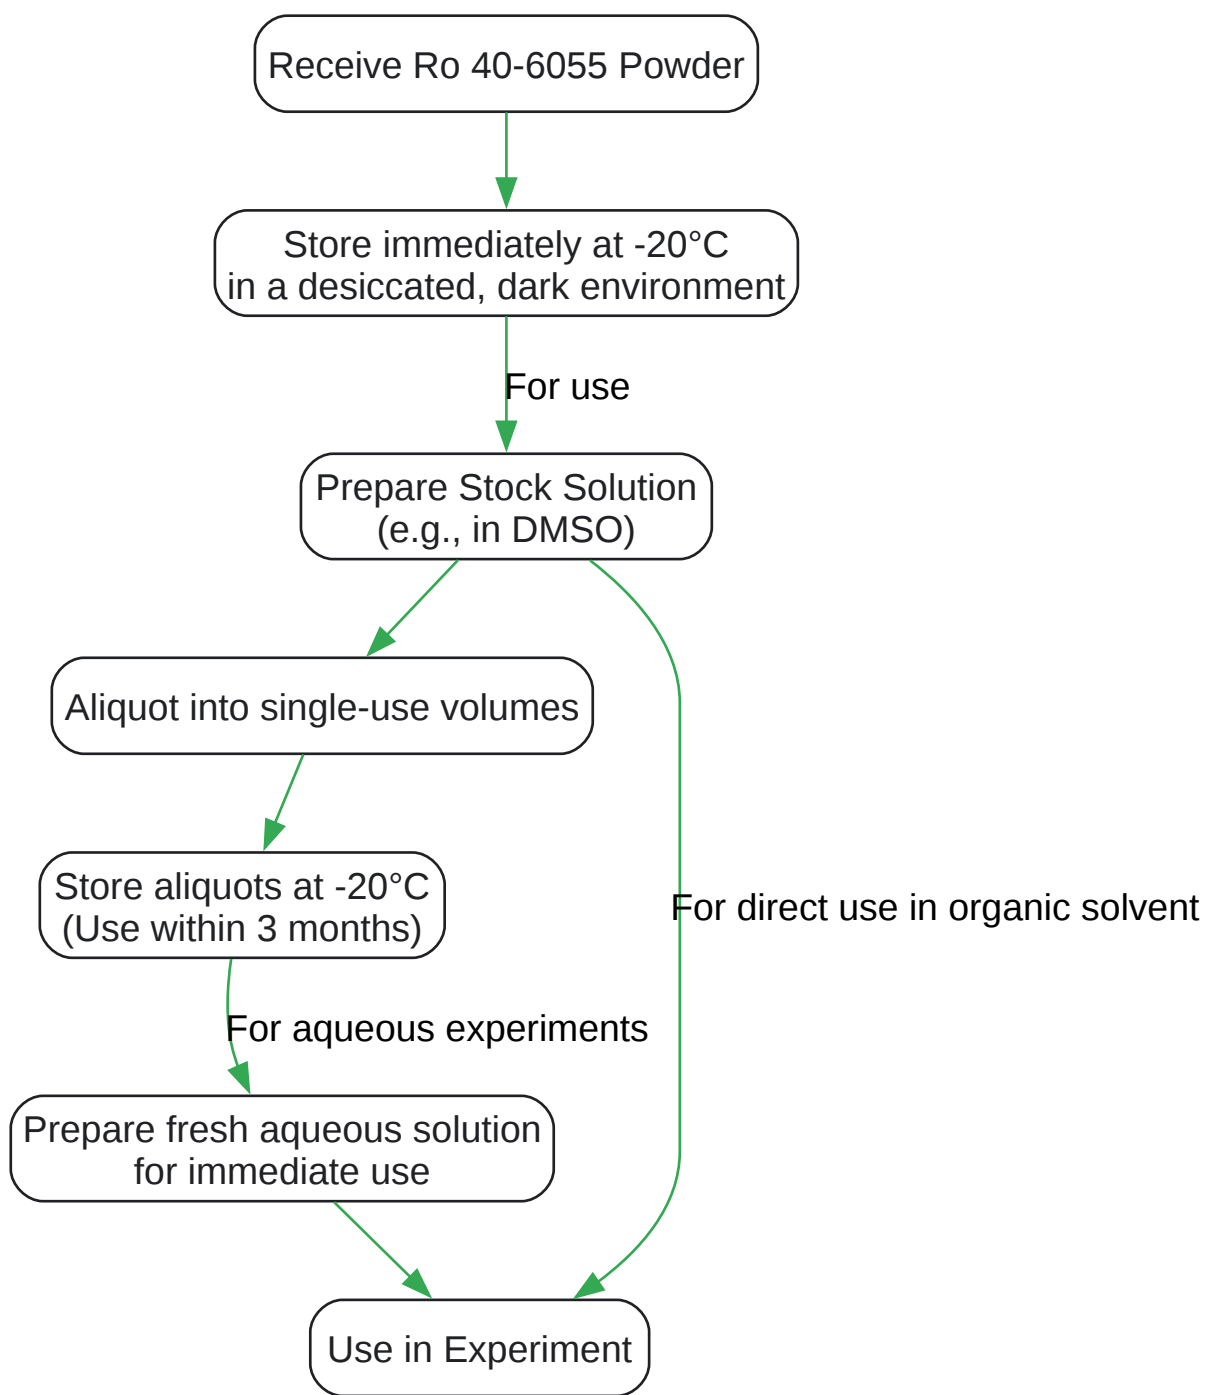 Receive Ro 40-6055 Powder
Store immediately at -20°C
in a desiccated, dark environment
For use
Prepare Stock Solution
(e.g., in DMSO)
Aliquot into single-use volumes
Store aliquots at -20°C
(Use within 3 months)
For direct use in organic solvent
For aqueous experiments
Prepare fresh aqueous solution
for immediate use
Use in Experiment